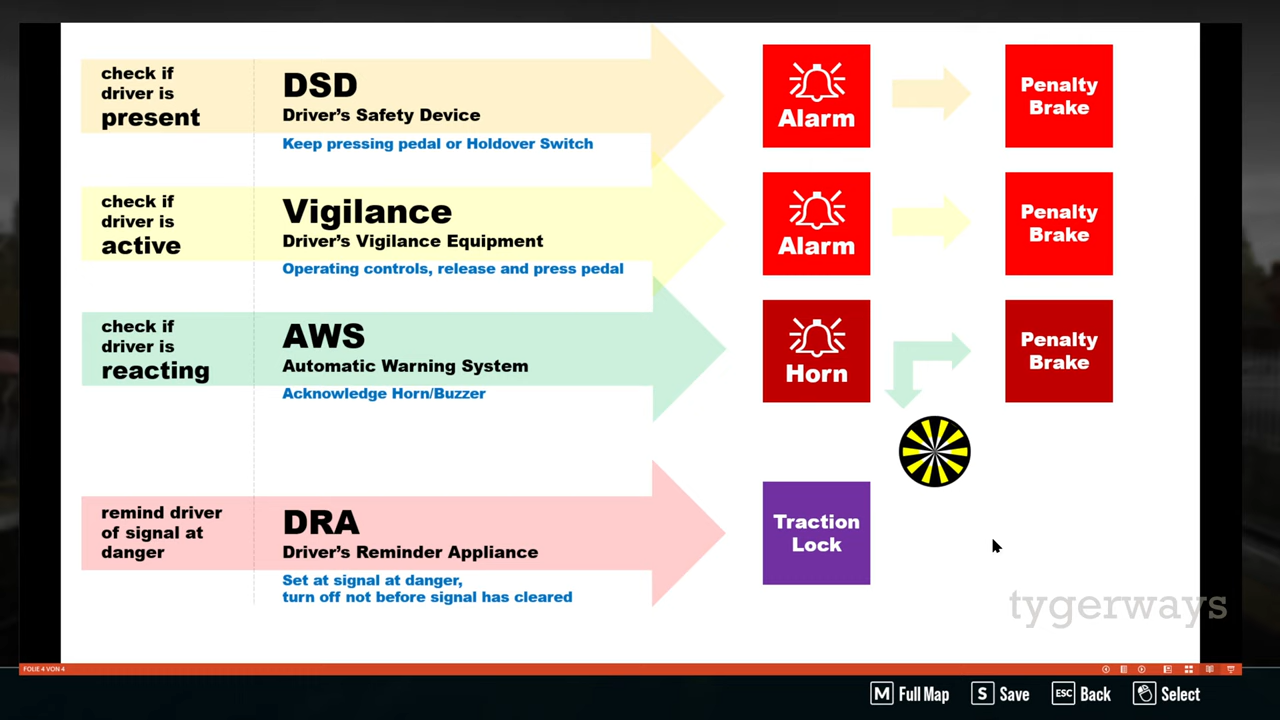 check if
driver is
present
DSD
Driver's Safety Device
Keep pressing pedal or Holdover Switch
Alarm
Penalty
Brake
check if
driver is
active
Vigilance
Driver's Vigilance Equipment
Operating controls, release and press pedal
Alarm
Penalty
Brake
check if
driver is
reacting
AWS
Automatic Warning System
Acknowledge Horn/Buzzer
Horn
Penalty
Brake
remind driver
of signal at
danger
DRA
Driver's Reminder Appliance
Set at signal at danger,
turn off not before signal has cleared
Traction
Lock
tygerways
FOLIE 4 VON 4
M Full Map S Save ESC Back Select